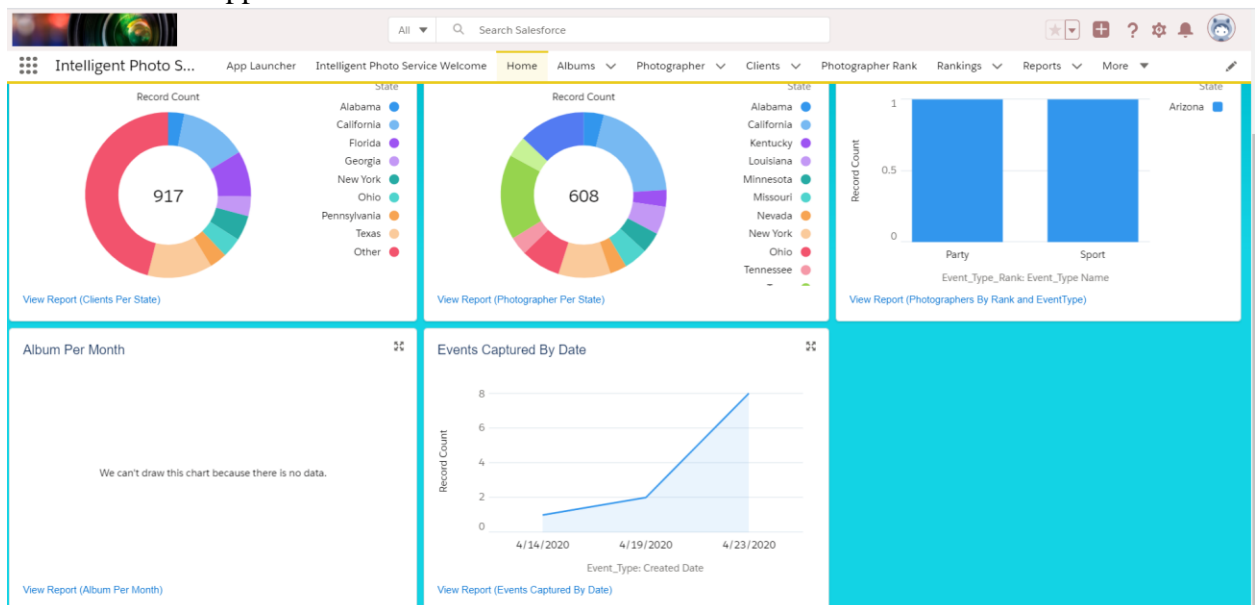 All
Search Salesforce
Intelligent Photo S...
App Launcher
Intelligent Photo Service Welcome
Home
Albums
Photographer
Clients
Photographer Rank
Rankings
Reports
More
Record Count
State
Alabama
California
Florida
Georgia
New York
Ohio
Pennsylvania
Texas
Other
917
View Report (Clients Per State)
Record Count
State
Alabama
California
Kentucky
Louisiana
Minnesota
Missouri
Nevada
New York
Ohio
Tennessee
608
View Report (Photographer Per State)
State
Arizona
Record Count
1
0.5
0
Party
Sport
Event_Type_Rank: Event_Type Name
View Report (Photographers By Rank and EventType)
Album Per Month
We can't draw this chart because there is no data.
View Report (Album Per Month)
Events Captured By Date
Record Count
8
6
4
2
0
4/14/2020
4/19/2020
4/23/2020
Event_Type: Created Date
View Report (Events Captured By Date)